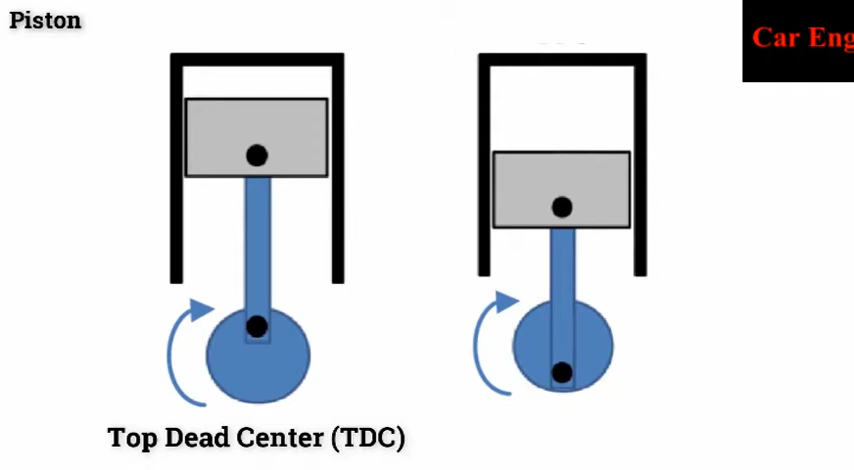 Piston
Car Eng
Top Dead Center (TDC)